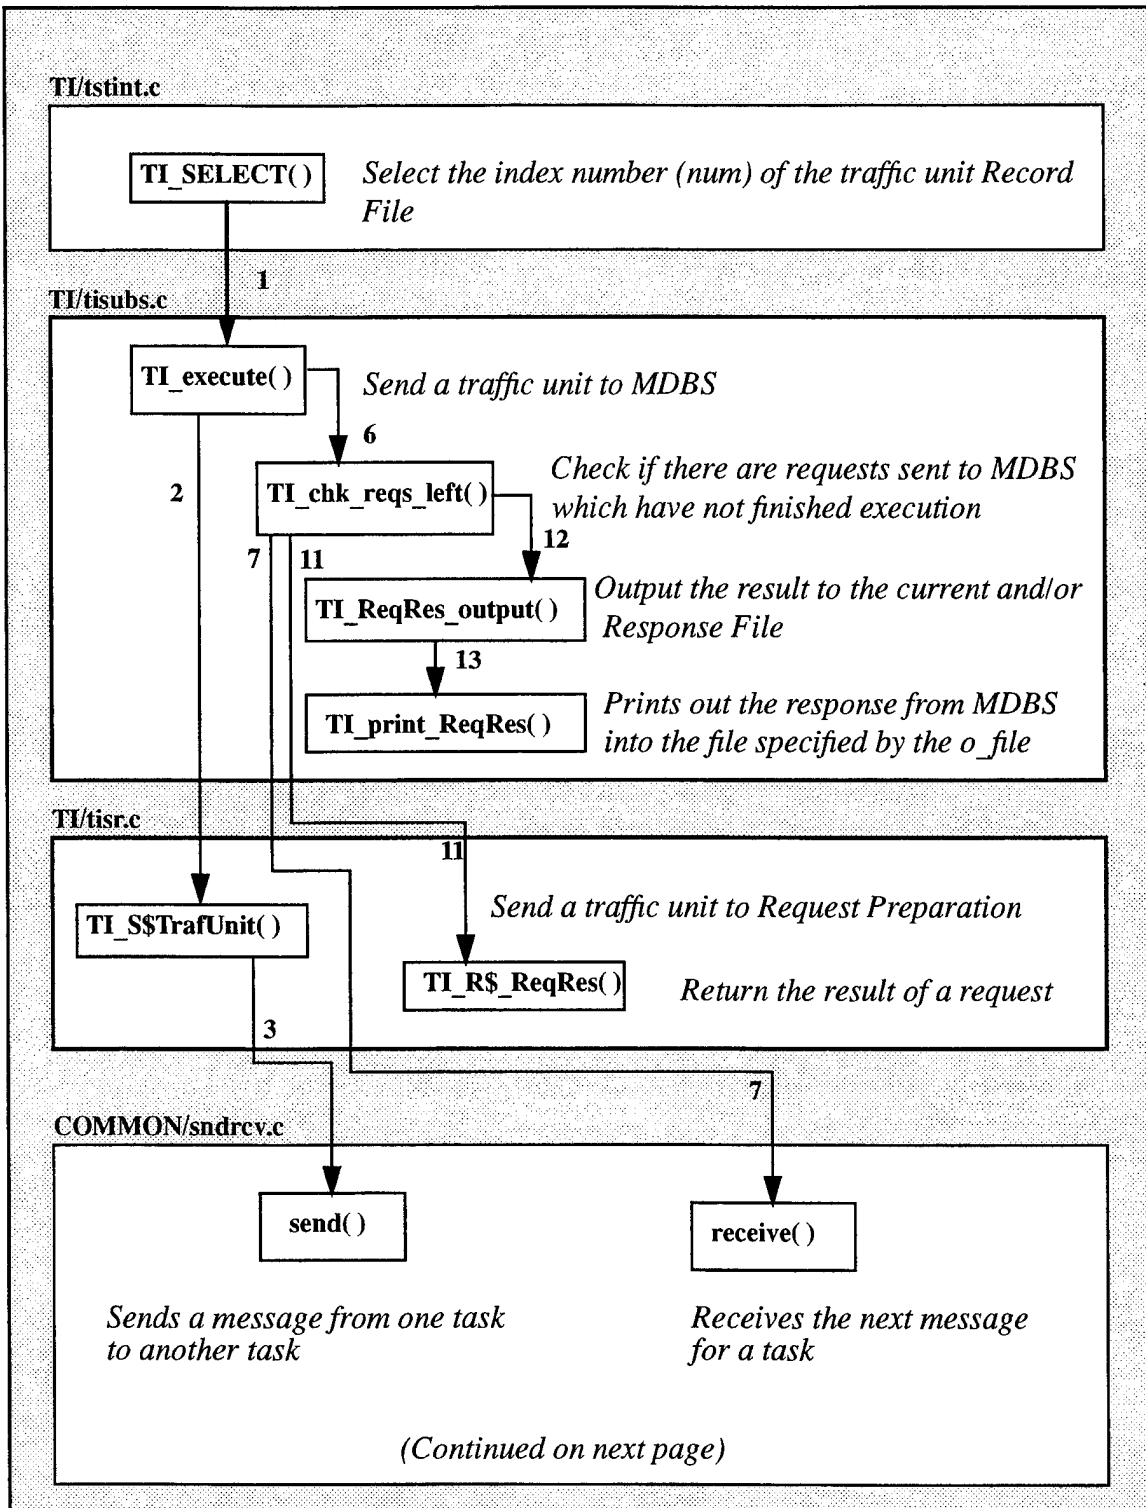 TI/tstint.c
TI_SELECT( )
Select the index number (num) of the traffic unit Record
File
1
TI/tisubs.c
TI_execute( )
Send a traffic unit to MDBS
6
2
TI_chk_reqs_left( )
Check if there are requests sent to MDBS
which have not finished execution
7
11
12
TI_ReqRes_output( )
Output the result to the current and/or
Response File
13
TI_print_ReqRes( )
Prints out the response from MDBS
into the file specified by the o_file
TI/tisr.c
11
TI_S$TrafUnit( )
Send a traffic unit to Request Preparation
TI_R$_ReqRes( )
Return the result of a request
3
7
COMMON/sndrcv.c
send( )
receive( )
Sends a message from one task
to another task
Receives the next message
for a task
(Continued on next page)